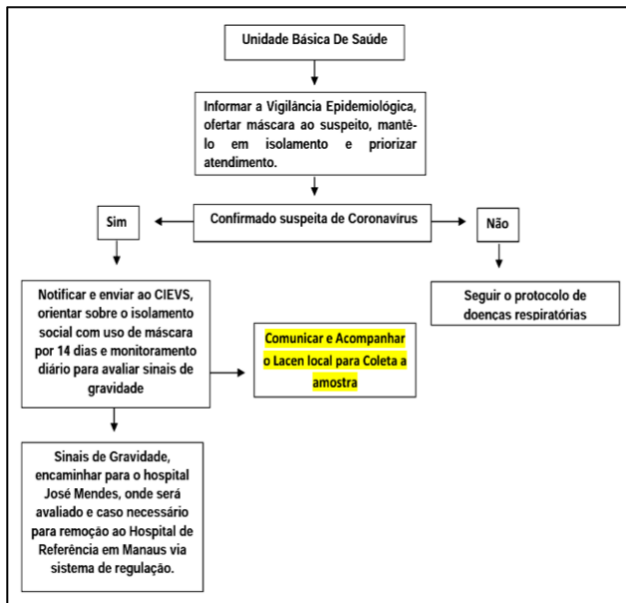 Unidade Básica De Saúde
Informar a Vigilância Epidemiológica,
ofertar máscara ao suspeito, mantê-
lo em isolamento e priorizar
atendimento.
Sim
Confirmado suspeita de Coronavírus
Não
Notificar e enviar ao CIEVS,
orientar sobre o isolamento
social com uso de máscara
por 14 dias e monitoramento
diário para avaliar sinais de
gravidade
Comunicar e Acompanhar
o Lacen local para Coleta a
amostra
Seguir o protocolo de
doenças respiratórias
Sinais de Gravidade,
encaminhar para o hospital
José Mendes, onde será
avaliado e caso necessário
para remoção ao Hospital de
Referência em Manaus via
sistema de regulação.